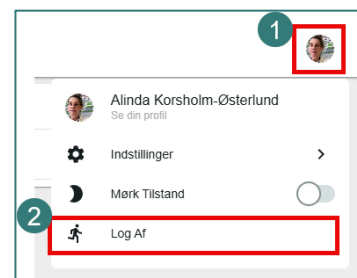 1
Alinda Korsholm-Østerlund
Se din profil
Indstillinger
Mørk Tilstand
2
Log Af